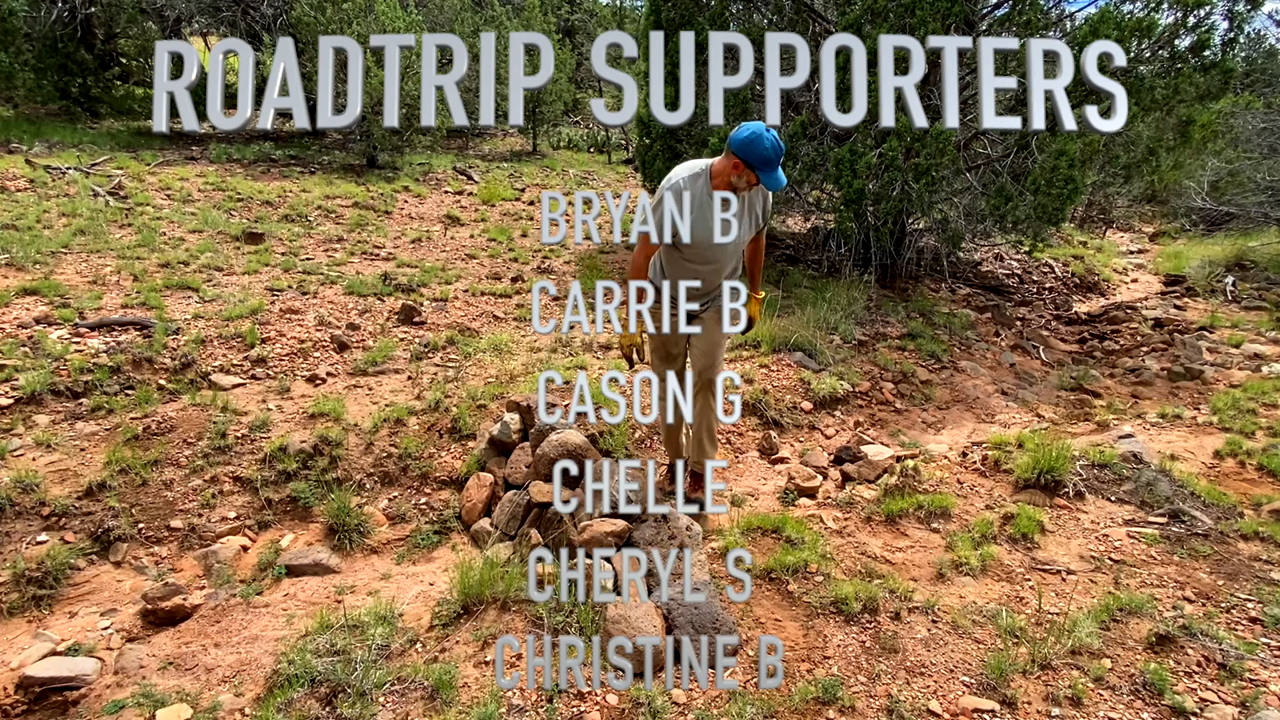 ROADTRIP SUPPORTERS
BRYAN B
CARRIE B
CASON G
CHELLE
CHERYL S
CHRISTINE B